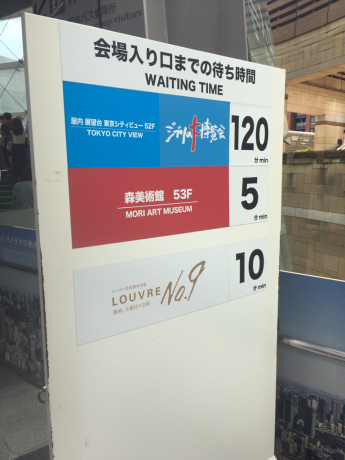 会場入り口までの待ち時間
WAITING TIME
屋内 展望台 東京シティビュー 52F
TOKYO CITY VIEW
ジブリの大博覧会
120
分 min
森美術館 53F
MORI ART MUSEUM
5
分 min
LOUVRE No.9
10
分 min